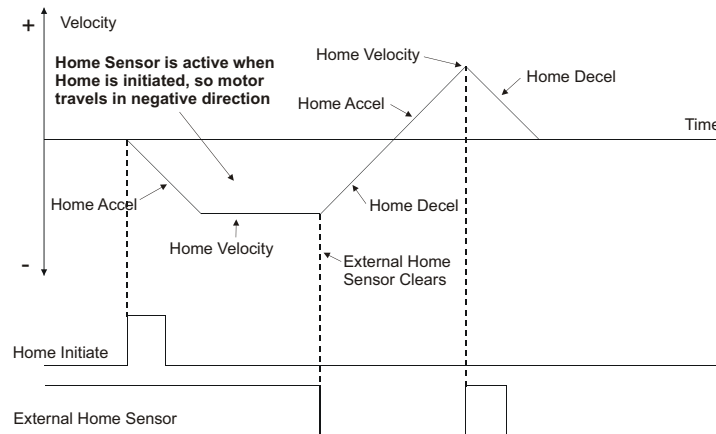 +
Velocity
Home Sensor is active when
Home is initiated, so motor
travels in negative direction
Home Velocity
Home Decel
Home Accel
Time
Home Accel
Home Decel
Home Velocity
-
External Home
Sensor Clears
Home Initiate
External Home Sensor